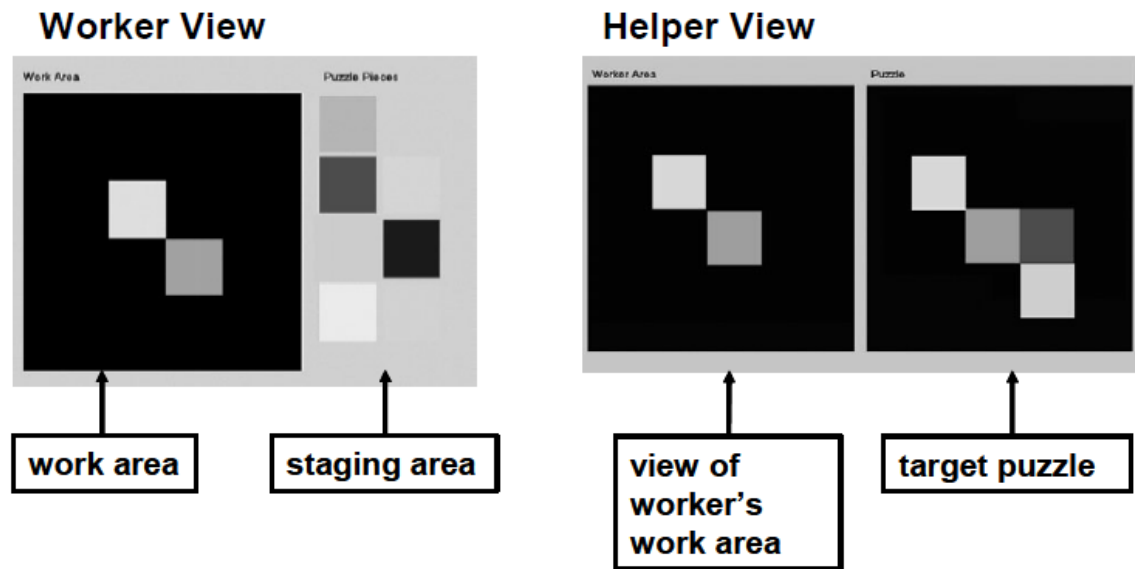 Worker View
Helper View
Work Area
Puzzle Pieces
Worker Area
Puzzle
work area
staging area
view of
worker's
work area
target puzzle